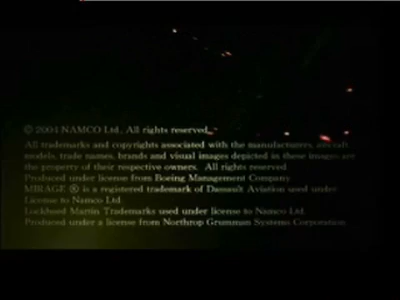 © 2004 NAMCO Ltd., All rights reserved.
All trademarks and copyrights associated with the manufacturers, aircraft
models, trade names, brands and visual images depicted in these images are
the property of their respective owners. All rights reserved.
Produced under license from Boeing Management Company.
MIRAGE ® is a registered trademark of Dassault Aviation used under
License to Namco Ltd.
Lockheed Martin Trademarks used under license to Namco Ltd.
Produced under a license from Northrop Grumman Systems Corporation.